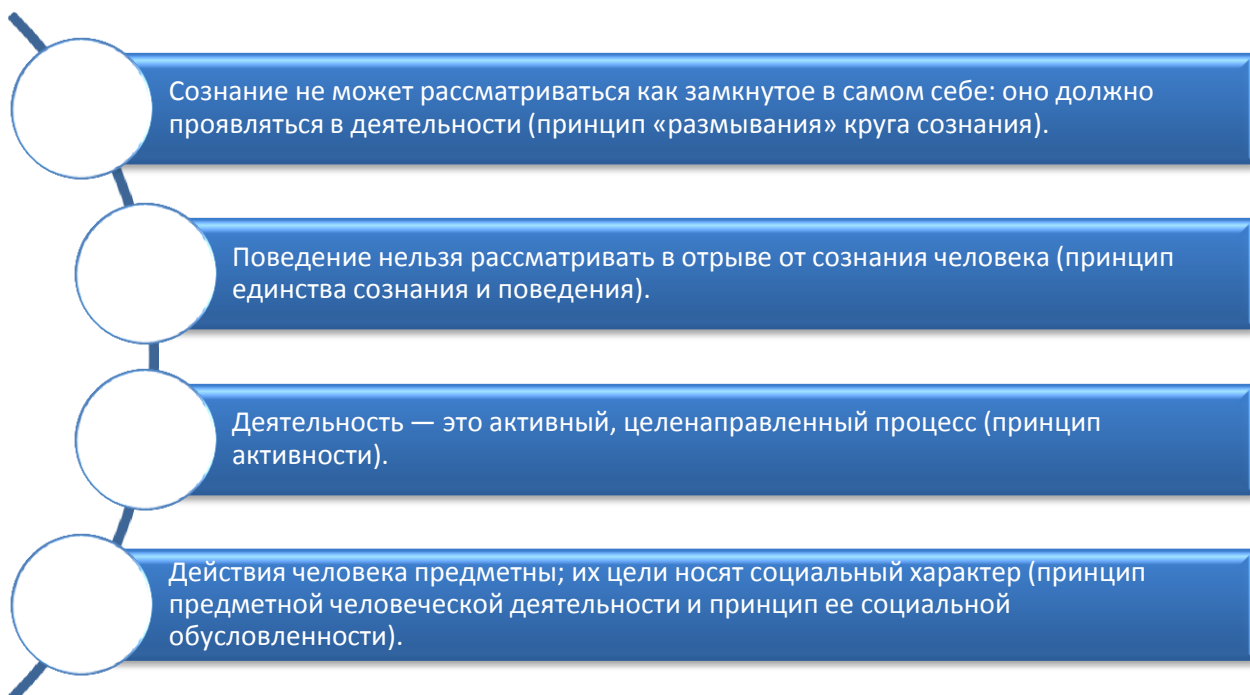 Сознание не может рассматриваться как замкнутое в самом себе: оно должно
проявляться в деятельности (принцип «размывания» круга сознания).
Поведение нельзя рассматривать в отрыве от сознания человека (принцип
единства сознания и поведения).
Деятельность — это активный, целенаправленный процесс (принцип
активности).
Действия человека предметны; их цели носят социальный характер (принцип
предметной человеческой деятельности и принцип ее социальной
обусловленности).